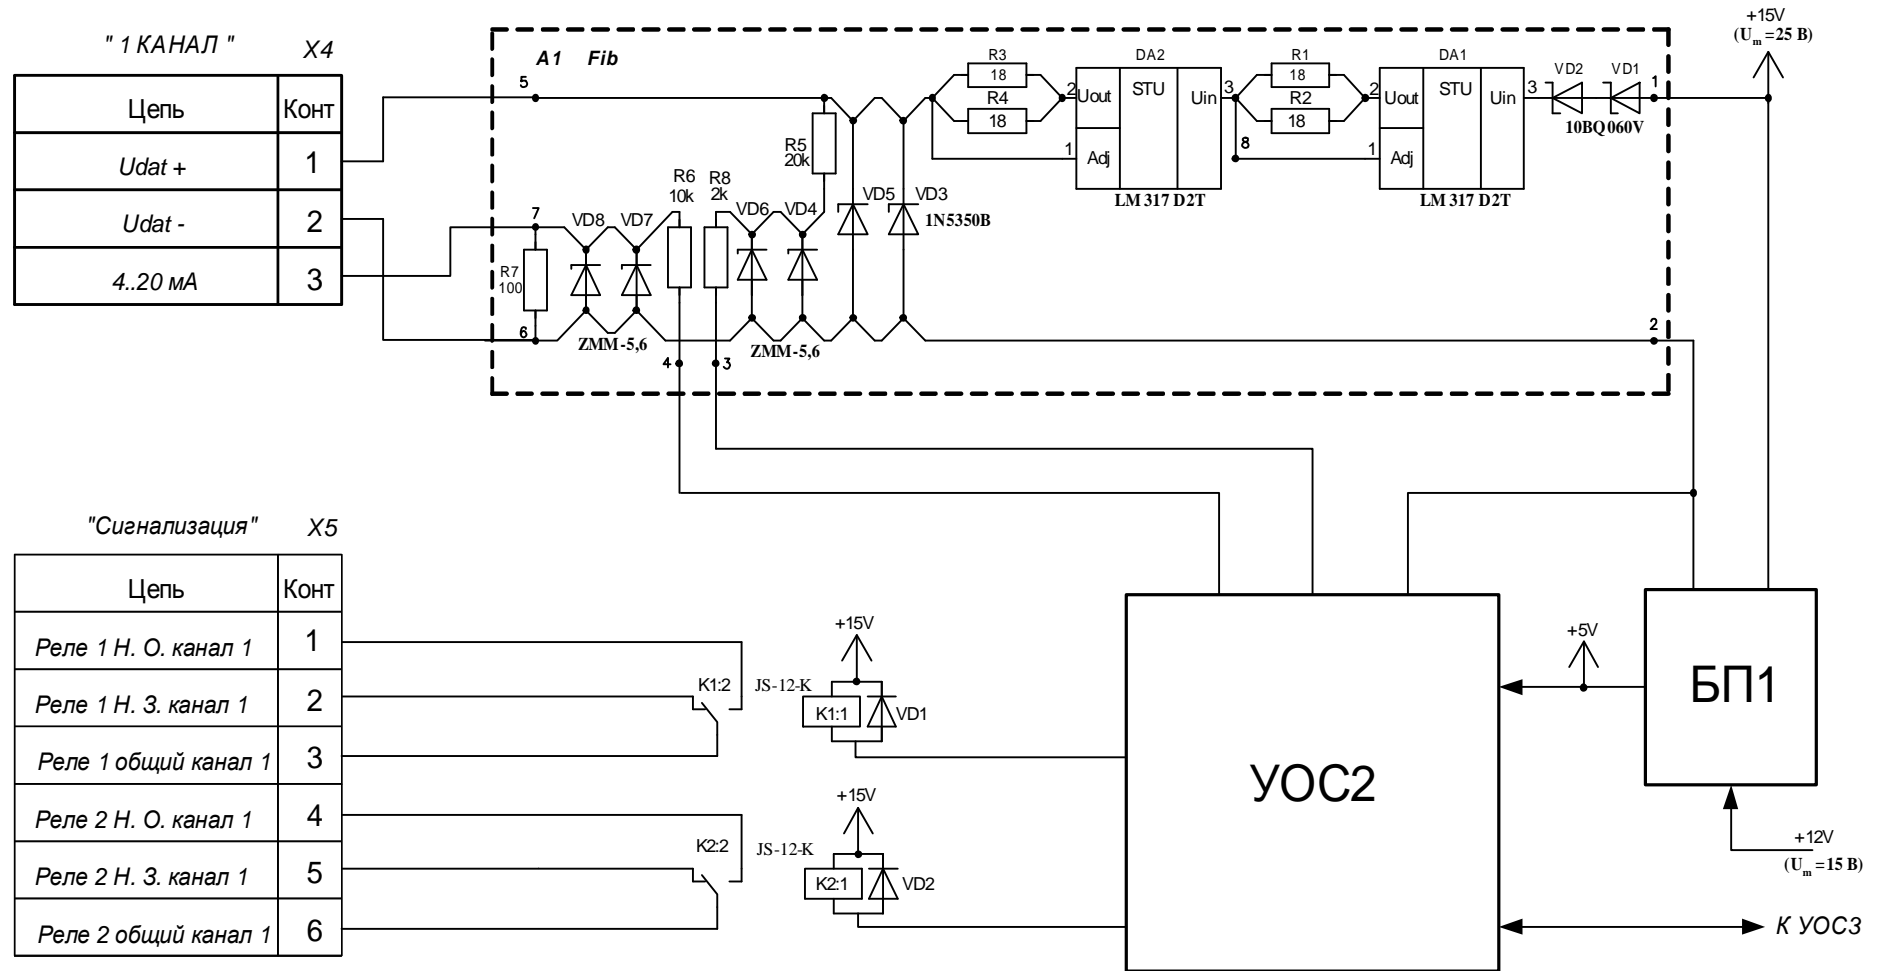 " 1 КАНАЛ " X4
Цепь Конт
Udat + 1
Udat - 2
4..20 мА 3
A1 Fib
5
7
6
R7
100
VD8
VD7
ZMM-5,6
R6
10k
R8
2k
4
3
VD6
VD4
ZMM-5,6
R5
20k
VD5
VD3
1N5350B
R3
18
R4
18
DA2
2 Uout STU Uin 3
1 Adj
LM317 D2T
R1
18
R2
18
8
DA1
2 Uout STU Uin 3
1 Adj
LM317 D2T
VD2
VD1
10BQ060V
1
2
+15V
(Um=25 В)
"Сигнализация" X5
Цепь Конт
Реле 1 Н. О. канал 1 1
Реле 1 Н. З. канал 1 2
Реле 1 общий канал 1 3
Реле 2 Н. О. канал 1 4
Реле 2 Н. З. канал 1 5
Реле 2 общий канал 1 6
K1:2
JS-12-K
+15V
K1:1
VD1
K2:2
JS-12-K
+15V
K2:1
VD2
УОС2
+5V
БП1
+12V
(Um=15 В)
К УОС3